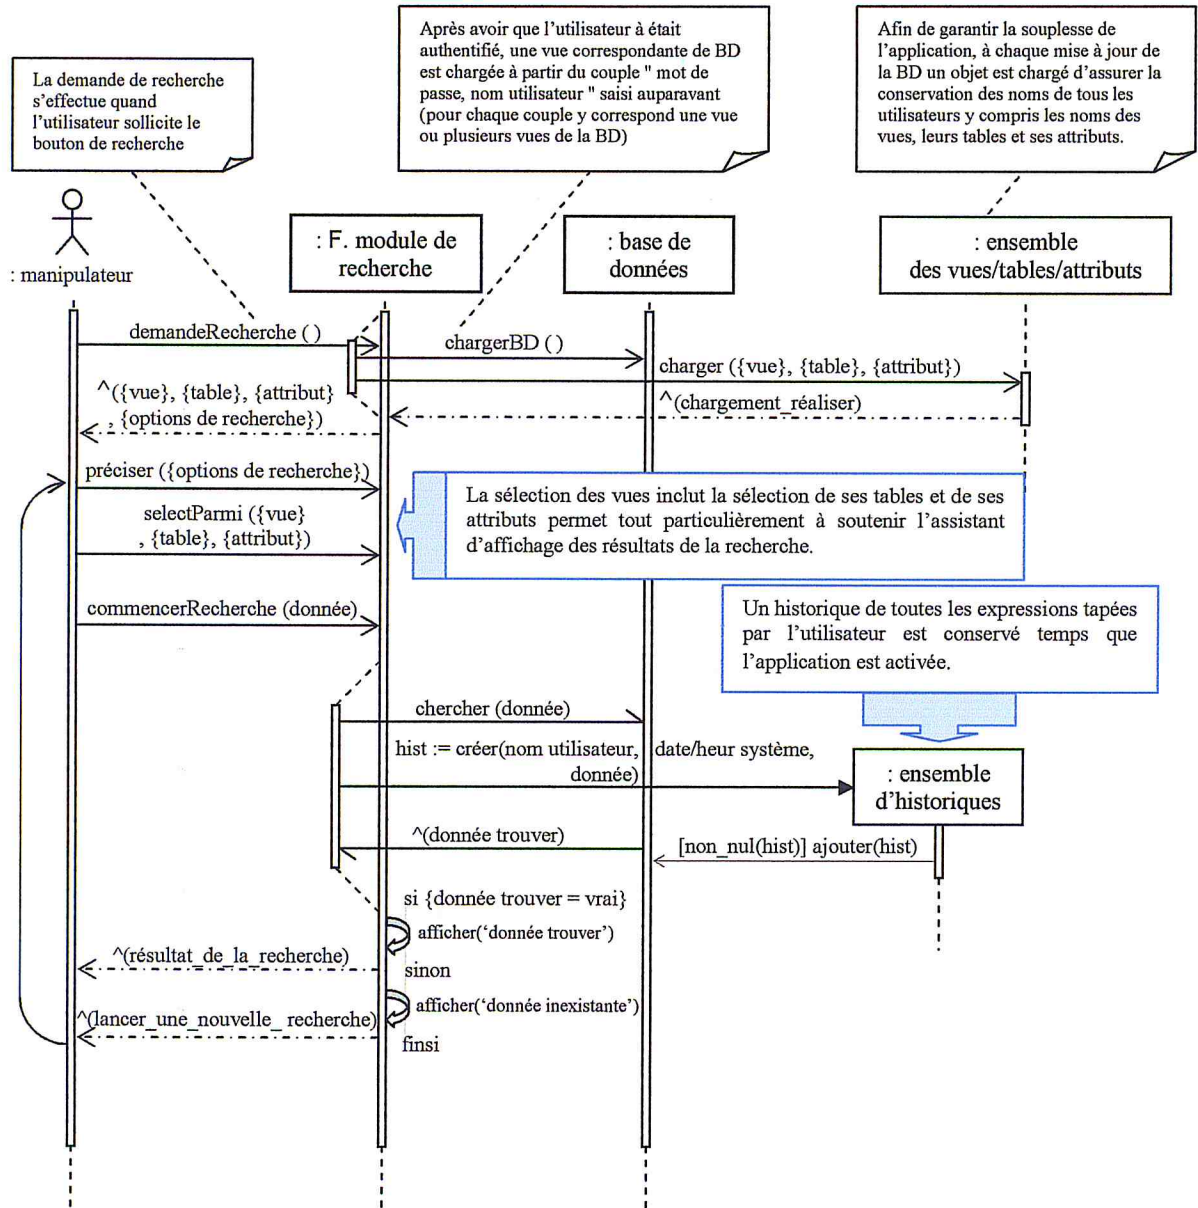 La demande de recherche
s’effectue quand
l’utilisateur sollicite le
bouton de recherche
Après avoir que l’utilisateur à était
authentifié, une vue correspondante de BD
est chargée à partir du couple " mot de
passe, nom utilisateur " saisi auparavant
(pour chaque couple y correspond une vue
ou plusieurs vues de la BD)
Afin de garantir la souplesse de
l’application, à chaque mise à jour de
la BD un objet est chargé d’assurer la
conservation des noms de tous les
utilisateurs y compris les noms des
vues, leurs tables et ses attributs.
: manipulateur
: F. module de
recherche
: base de
données
: ensemble
des vues/tables/attributs
demandeRecherche ( )
chargerBD ( )
charger ({vue}, {table}, {attribut})
^(chargement_réaliser)
^({vue}, {table}, {attribut}
, {options de recherche})
préciser ({options de recherche})
selectParmi ({vue}
, {table}, {attribut})
La sélection des vues inclut la sélection de ses tables et de ses
attributs permet tout particulièrement à soutenir l’assistant
d’affichage des résultats de la recherche.
commencerRecherche (donnée)
Un historique de toutes les expressions tapées
par l’utilisateur est conservé temps que
l’application est activée.
chercher (donnée)
hist := créer(nom utilisateur, date/heur système,
donnée)
: ensemble
d’historiques
^(donnée trouver)
[non_nul(hist)] ajouter(hist)
si {donnée trouver = vrai}
afficher(‘donnée trouver’)
^(résultat_de_la_recherche)
sinon
afficher(‘donnée inexistante’)
^(lancer_une_nouvelle_ recherche)
finsi